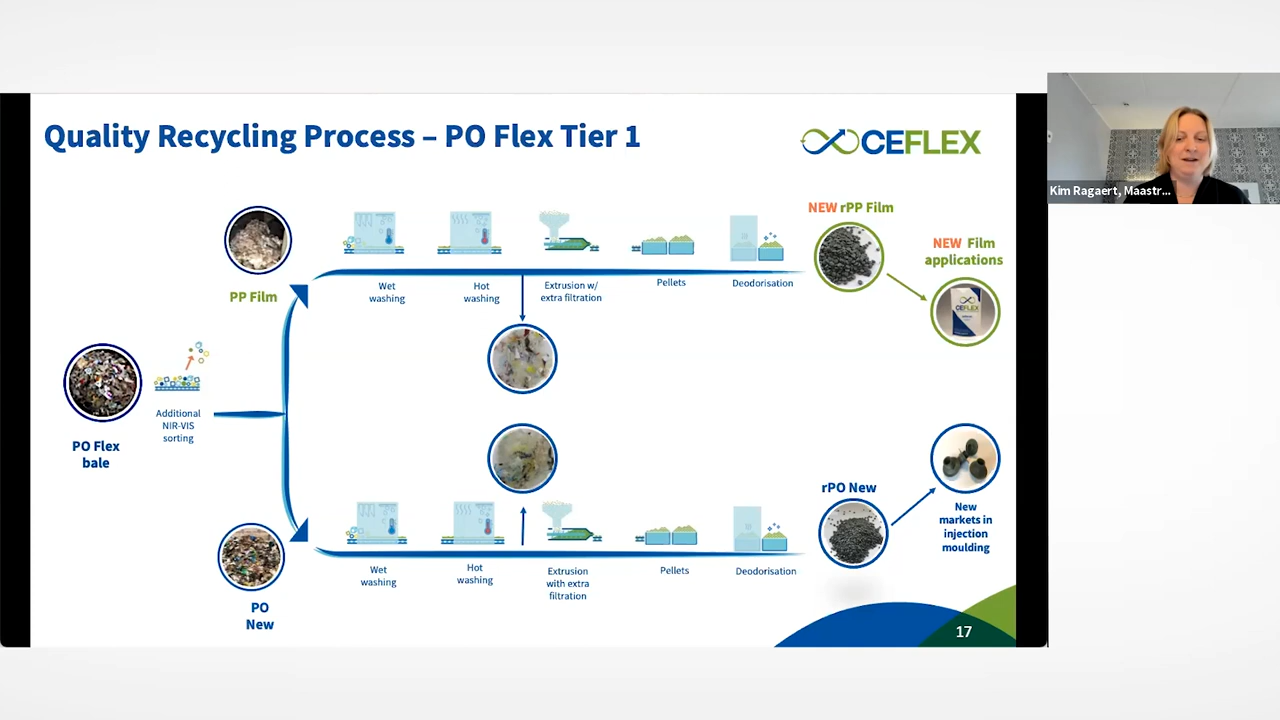 Quality Recycling Process – PO Flex Tier 1
CEFLEX
Kim Ragaert, Maastr...
NEW rPP Film
NEW Film
applications
PP Film
Wet
washing
Hot
washing
Extrusion w/
extra filtration
Pellets
Deodorisation
CEFLEX
Additional
NIR-VIS
sorting
PO Flex
bale
rPO New
New
markets in
injection
moulding
Wet
washing
Hot
washing
Extrusion
with extra
filtration
Pellets
Deodorisation
PO
New
17